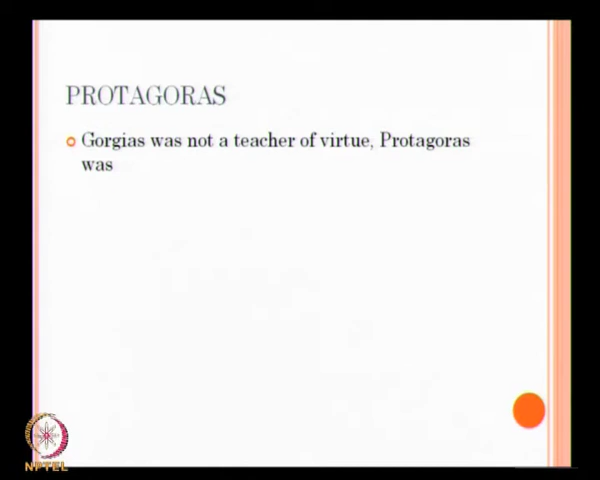 PROTAGORAS
Gorgias was not a teacher of virtue, Protagoras
was
NPTEL